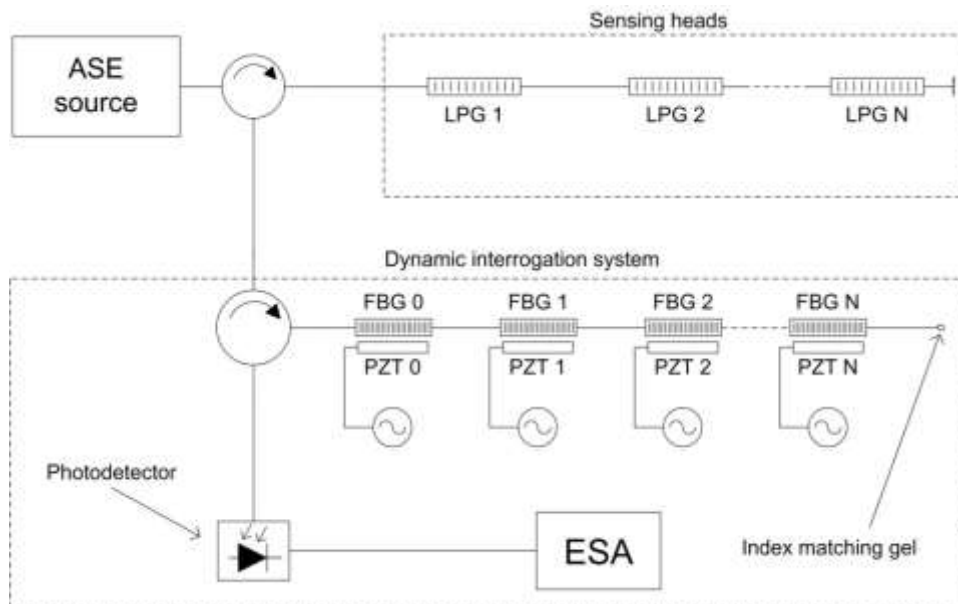 Sensing heads
ASE
source
LPG 1
LPG 2
LPG N
Dynamic interrogation system
FBG 0
FBG 1
FBG 2
FBG N
PZT 0
PZT 1
PZT 2
PZT N
Photodetector
ESA
Index matching gel